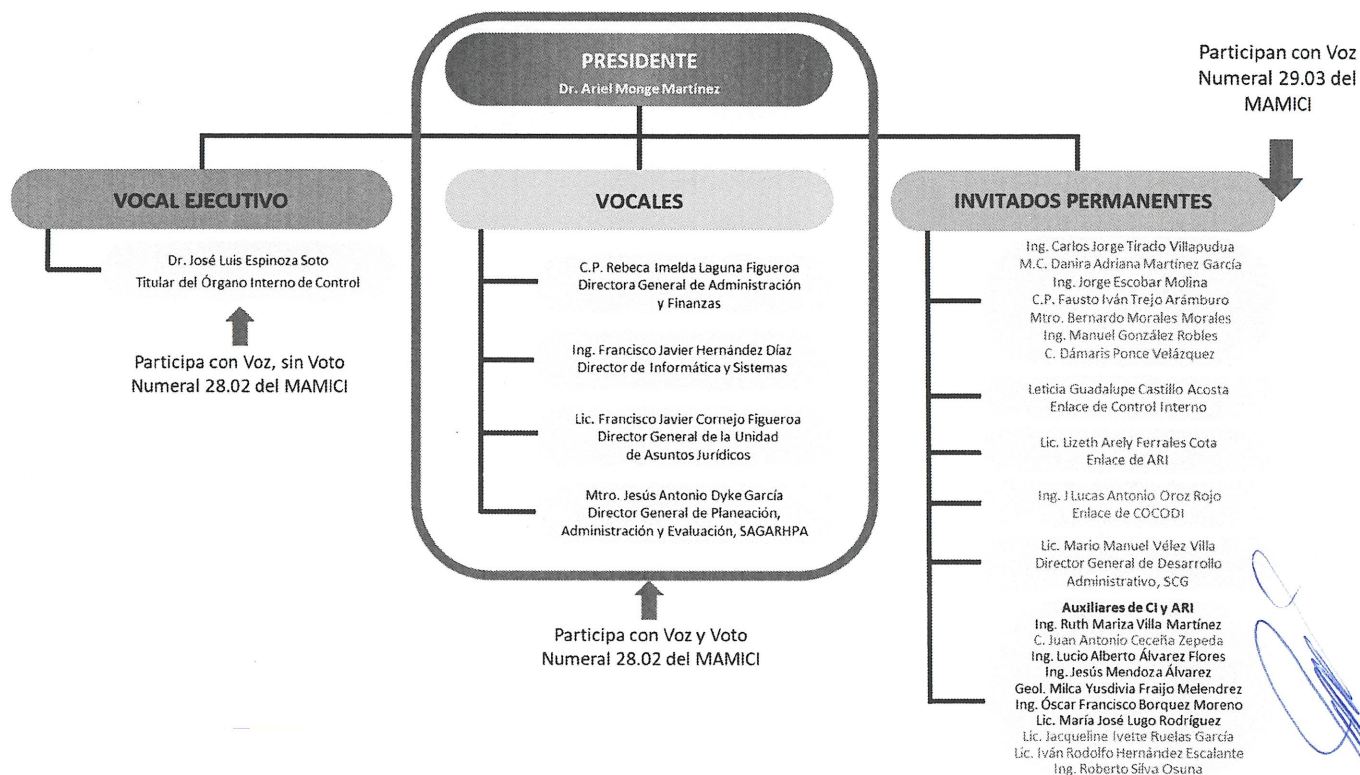 PRESIDENTE
Dr. Ariel Monge Martínez
Participan con Voz
Numeral 29.03 del
MAMICI
VOCAL EJECUTIVO
Dr. José Luis Espinoza Soto
Titular del Órgano Interno de Control
Participa con Voz, sin Voto
Numeral 28.02 del MAMICI
VOCALES
C.P. Rebeca Imelda Laguna Figueroa
Directora General de Administración
y Finanzas
Ing. Francisco Javier Hernández Díaz
Director de Informática y Sistemas
Lic. Francisco Javier Cornejo Figueroa
Director General de la Unidad
de Asuntos Jurídicos
Mtro. Jesús Antonio Dyke García
Director General de Planeación,
Administración y Evaluación, SAGARHPA
Participa con Voz y Voto
Numeral 28.02 del MAMICI
INVITADOS PERMANENTES
Ing. Carlos Jorge Tirado Villapudua
M.C. Danira Adriana Martínez García
Ing. Jorge Escobar Molina
C.P. Fausto Iván Trejo Arámburo
Mtro. Bernardo Morales Morales
Ing. Manuel González Robles
C. Dámaris Ponce Velázquez
Leticia Guadalupe Castillo Acosta
Enlace de Control Interno
Lic. Lizeth Arely Ferrales Cota
Enlace de ARI
Ing. J Lucas Antonio Oroz Rojo
Enlace de COCODI
Lic. Mario Manuel Vélez Villa
Director General de Desarrollo
Administrativo, SCG
Auxiliares de CI y ARI
Ing. Ruth Mariza Villa Martínez
C. Juan Antonio Ceceña Zepeda
Ing. Lucio Alberto Álvarez Flores
Ing. Jesús Mendoza Álvarez
Geol. Milca Yusdivia Fraijo Melendrez
Ing. Óscar Francisco Borquez Moreno
Lic. María José Lugo Rodríguez
Lic. Jacqueline Ivette Ruelas García
Lic. Iván Rodolfo Hernández Escalante
Ing. Roberto Silva Osuna